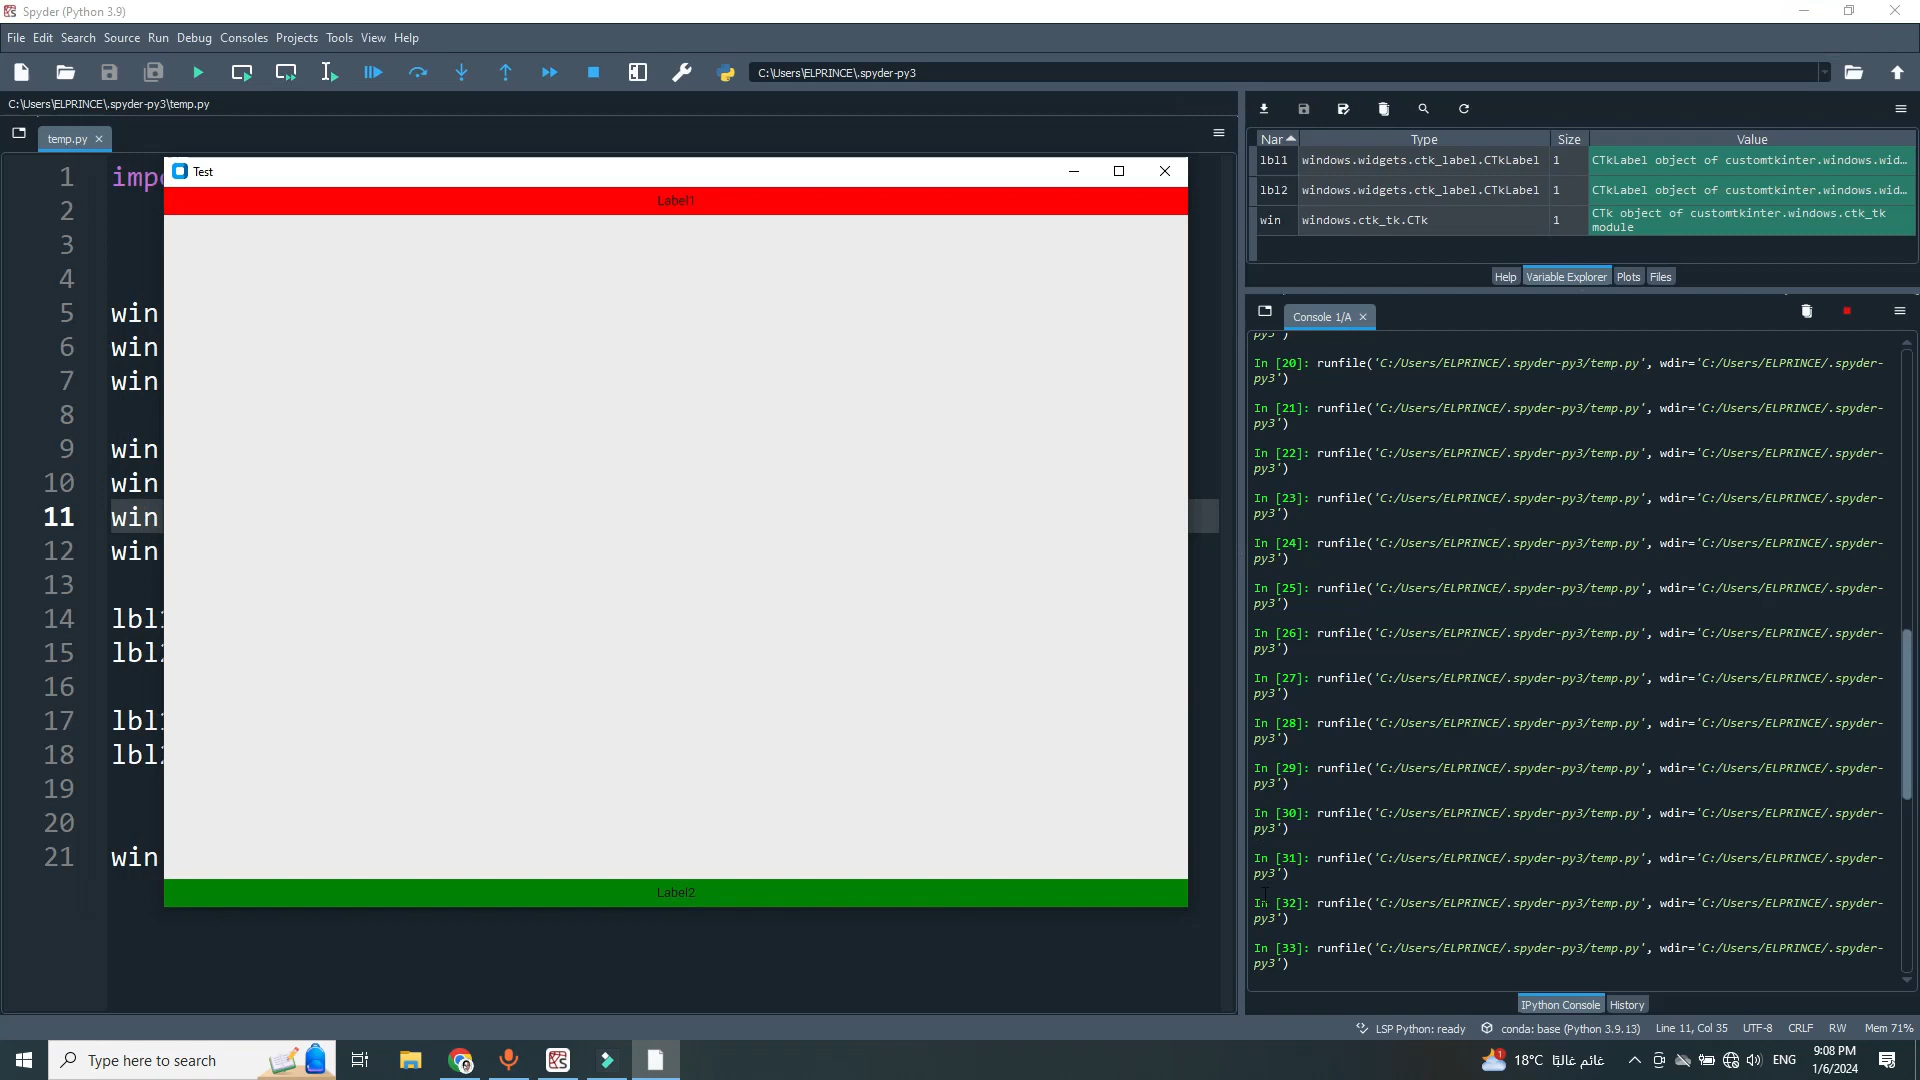 Spyder (Python 3.9)
File Edit Search Source Run Debug Consoles Projects Tools View Help
C:\Users\ELPRINCE\.spyder-py3
C:\Users\ELPRINCE\.spyder-py3\temp.py
temp.py
1 imp
2
3
4
5 win
6 win
7 win
8
9 win
10 win
11 win
12 win
13
14 lbl
15 lbl
16
17 lbl
18 lbl
19
20
21 win
Test
Label1
Label2
Nar Type Size Value
lbl1 windows.widgets.ctk_label.CTkLabel 1 CTkLabel object of customtkinter.windows.wid…
lbl2 windows.widgets.ctk_label.CTkLabel 1 CTkLabel object of customtkinter.windows.wid…
win windows.ctk_tk.CTk 1 CTk object of customtkinter.windows.ctk_tk
module
Help Variable Explorer Plots Files
Console 1/A
py3')
In [20]: runfile('C:/Users/ELPRINCE/.spyder-py3/temp.py', wdir='C:/Users/ELPRINCE/.spyder-
py3')
In [21]: runfile('C:/Users/ELPRINCE/.spyder-py3/temp.py', wdir='C:/Users/ELPRINCE/.spyder-
py3')
In [22]: runfile('C:/Users/ELPRINCE/.spyder-py3/temp.py', wdir='C:/Users/ELPRINCE/.spyder-
py3')
In [23]: runfile('C:/Users/ELPRINCE/.spyder-py3/temp.py', wdir='C:/Users/ELPRINCE/.spyder-
py3')
In [24]: runfile('C:/Users/ELPRINCE/.spyder-py3/temp.py', wdir='C:/Users/ELPRINCE/.spyder-
py3')
In [25]: runfile('C:/Users/ELPRINCE/.spyder-py3/temp.py', wdir='C:/Users/ELPRINCE/.spyder-
py3')
In [26]: runfile('C:/Users/ELPRINCE/.spyder-py3/temp.py', wdir='C:/Users/ELPRINCE/.spyder-
py3')
In [27]: runfile('C:/Users/ELPRINCE/.spyder-py3/temp.py', wdir='C:/Users/ELPRINCE/.spyder-
py3')
In [28]: runfile('C:/Users/ELPRINCE/.spyder-py3/temp.py', wdir='C:/Users/ELPRINCE/.spyder-
py3')
In [29]: runfile('C:/Users/ELPRINCE/.spyder-py3/temp.py', wdir='C:/Users/ELPRINCE/.spyder-
py3')
In [30]: runfile('C:/Users/ELPRINCE/.spyder-py3/temp.py', wdir='C:/Users/ELPRINCE/.spyder-
py3')
In [31]: runfile('C:/Users/ELPRINCE/.spyder-py3/temp.py', wdir='C:/Users/ELPRINCE/.spyder-
py3')
In [32]: runfile('C:/Users/ELPRINCE/.spyder-py3/temp.py', wdir='C:/Users/ELPRINCE/.spyder-
py3')
In [33]: runfile('C:/Users/ELPRINCE/.spyder-py3/temp.py', wdir='C:/Users/ELPRINCE/.spyder-
py3')
IPython Console History
LSP Python: ready conda: base (Python 3.9.13) Line 11, Col 35 UTF-8 CRLF RW Mem 71%
Type here to search
1 18°C غائم غالبًا ENG
9:08 PM
1/6/2024